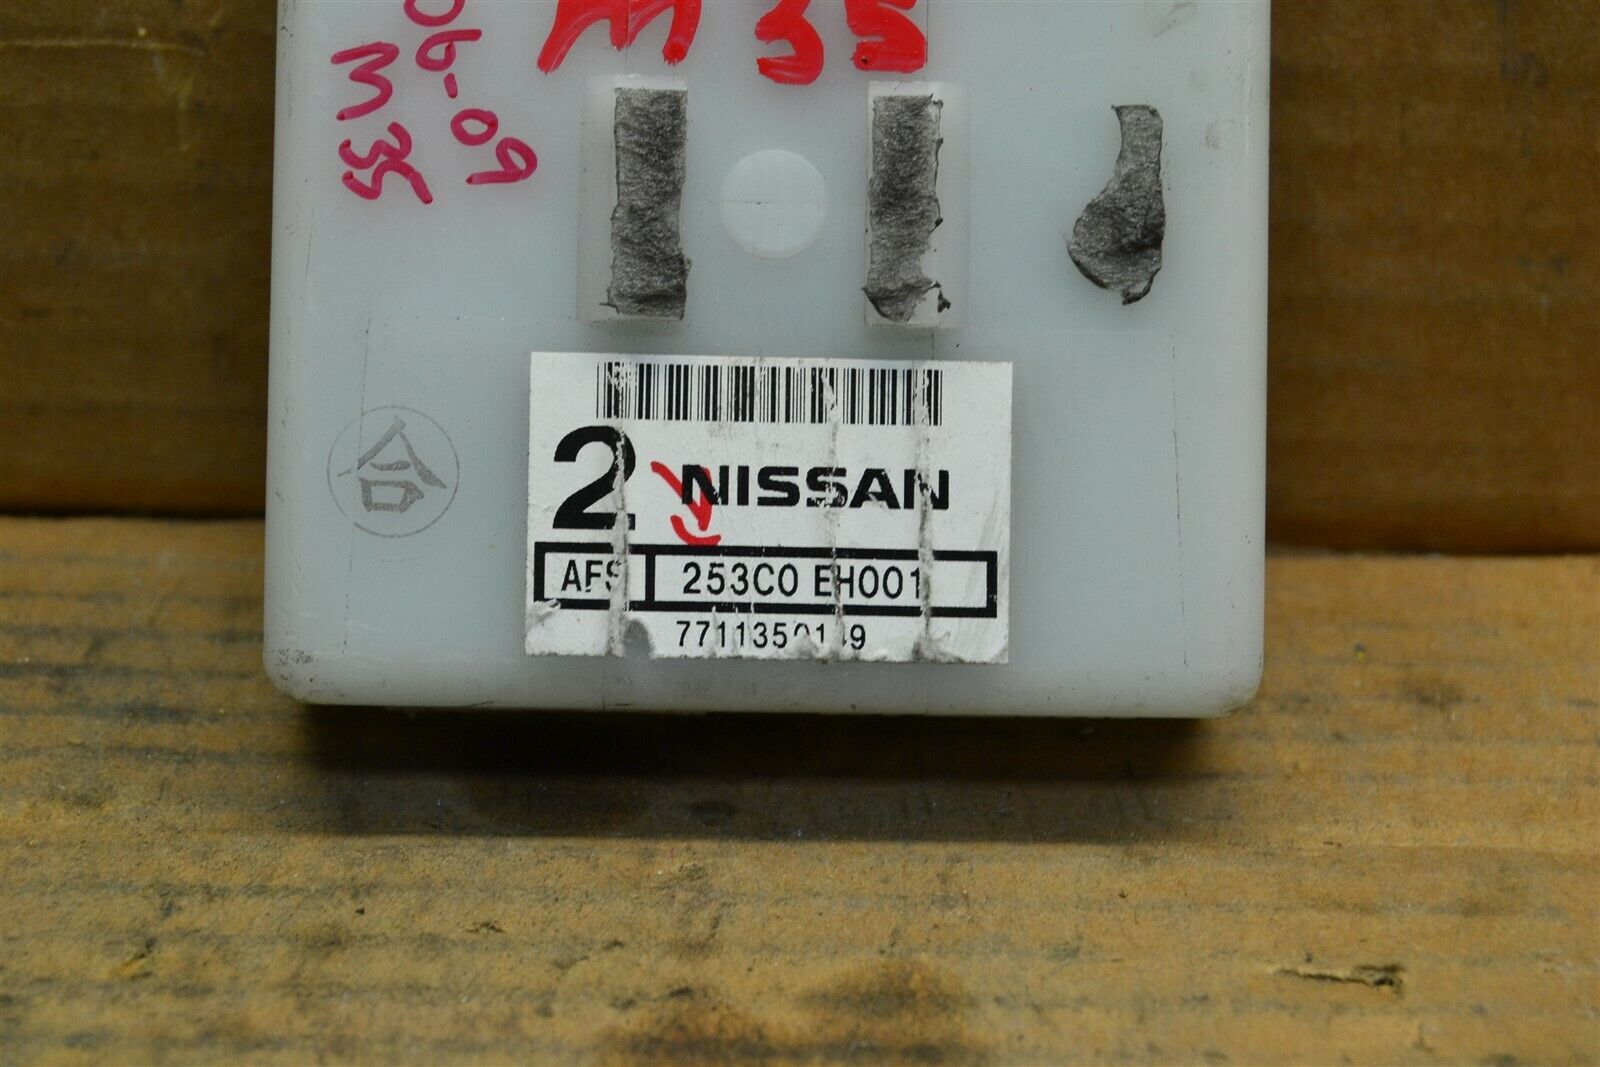 M35
06-09
M35
2 NISSAN
AFS 253C0 EH001
合